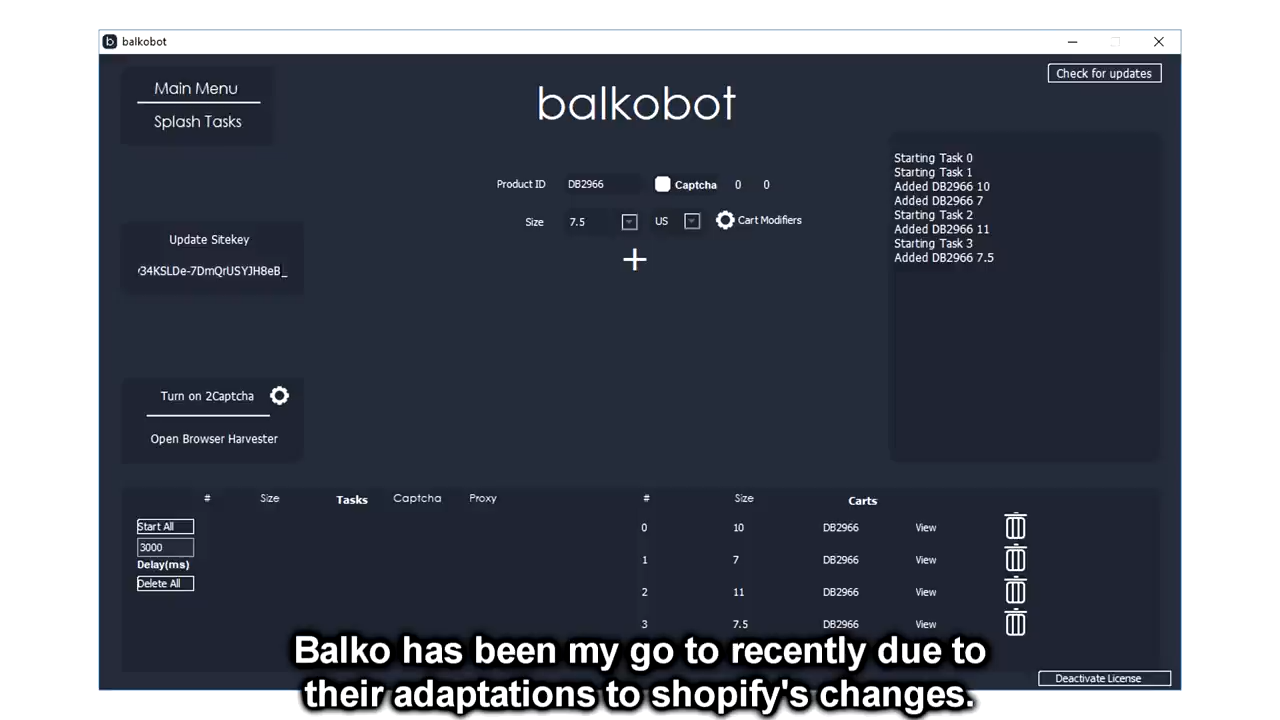 balkobot
Check for updates
Main Menu
Splash Tasks
balkobot
Product ID DB2966 Captcha 0 0
Size 7.5 US Cart Modifiers
Starting Task 0
Starting Task 1
Added DB2966 10
Added DB2966 7
Starting Task 2
Added DB2966 11
Starting Task 3
Added DB2966 7.5
Update Sitekey
34KSLDe-7DmQrUSYJH8eB_
Turn on 2Captcha
Open Browser Harvester
# Size Tasks Captcha Proxy
Start All
3000
Delay(ms)
Delete All
# Size Carts
0 10 DB2966 View
1 7 DB2966 View
2 11 DB2966 View
3 7.5 DB2966 View
Deactivate License
Balko has been my go to recently due to
their adaptations to shopify's changes.